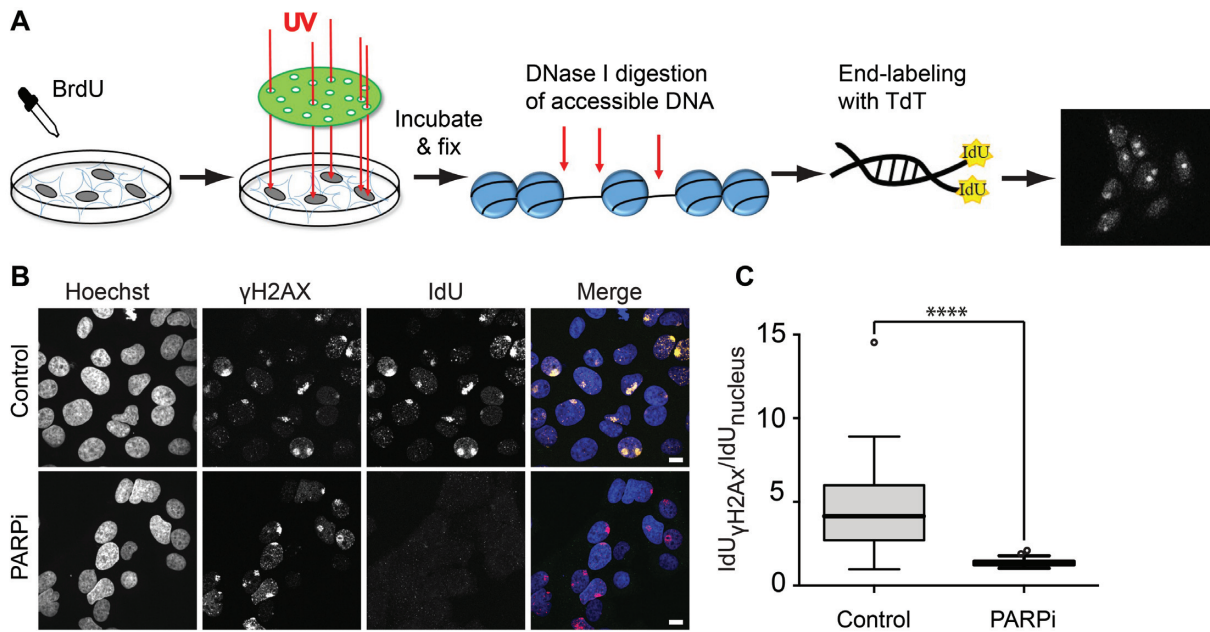 A
BrdU
UV
Incubate
& fix
DNase I digestion
of accessible DNA
End-labeling
with TdT
IdU
IdU
B
Hoechst
γH2AX
IdU
Merge
Control
PARPi
C
****
IdUγH2Ax/IdUnucleus
15
10
5
0
Control
PARPi